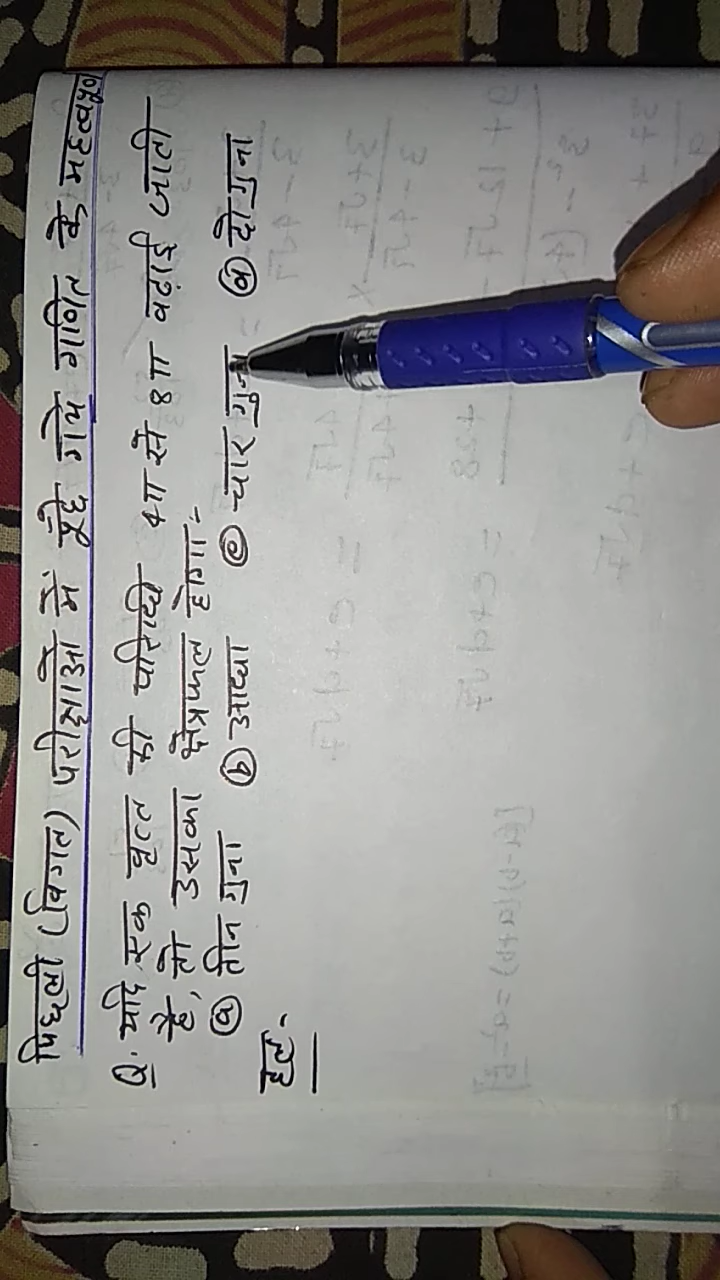 पिछली (विगत) परीक्षाओं में पूछे गये गणित के महत्वपूर्ण
Q. यदि एक वृत्त की परिधि 4π से 8π बढ़ाई जाती
है, तो उसका क्षेत्रफल होगा:-
ⓐ तीन गुना ⓑ आधा ⓒ चार गुना ⓓ दो गुना
हल:-